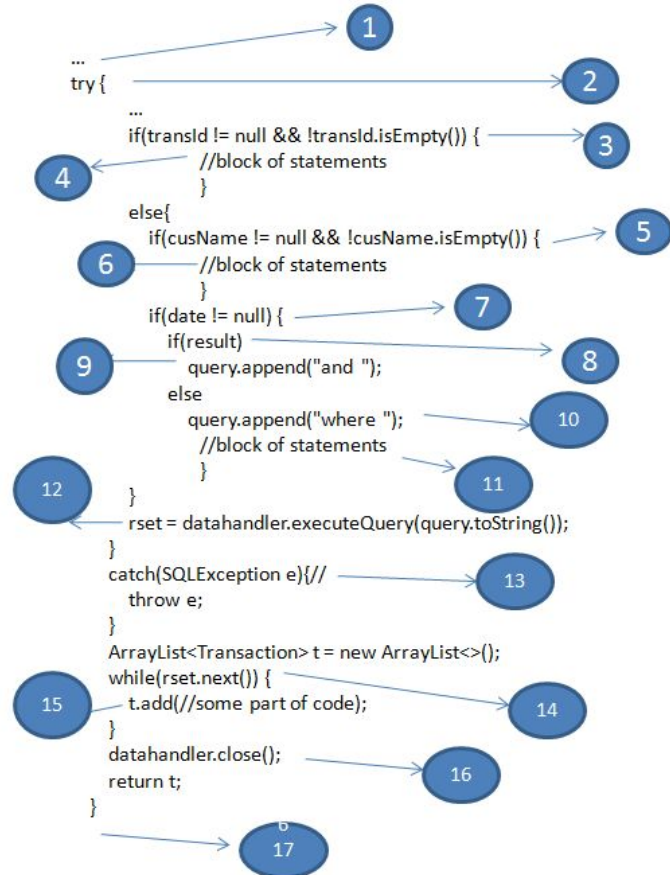 1
...
try { 2
...
if(transId != null && !transId.isEmpty()) { 3
4 //block of statements
}
else{
if(cusName != null && !cusName.isEmpty()) { 5
6 //block of statements
}
if(date != null) { 7
if(result) 8
9 query.append("and ");
else
query.append("where "); 10
//block of statements
} 11
12 }
rset = datahandler.executeQuery(query.toString());
}
catch(SQLException e){// 13
throw e;
}
ArrayList<Transaction> t = new ArrayList<>();
while(rset.next()) { 14
15 t.add(//some part of code);
}
datahandler.close(); 16
return t;
}
6
17